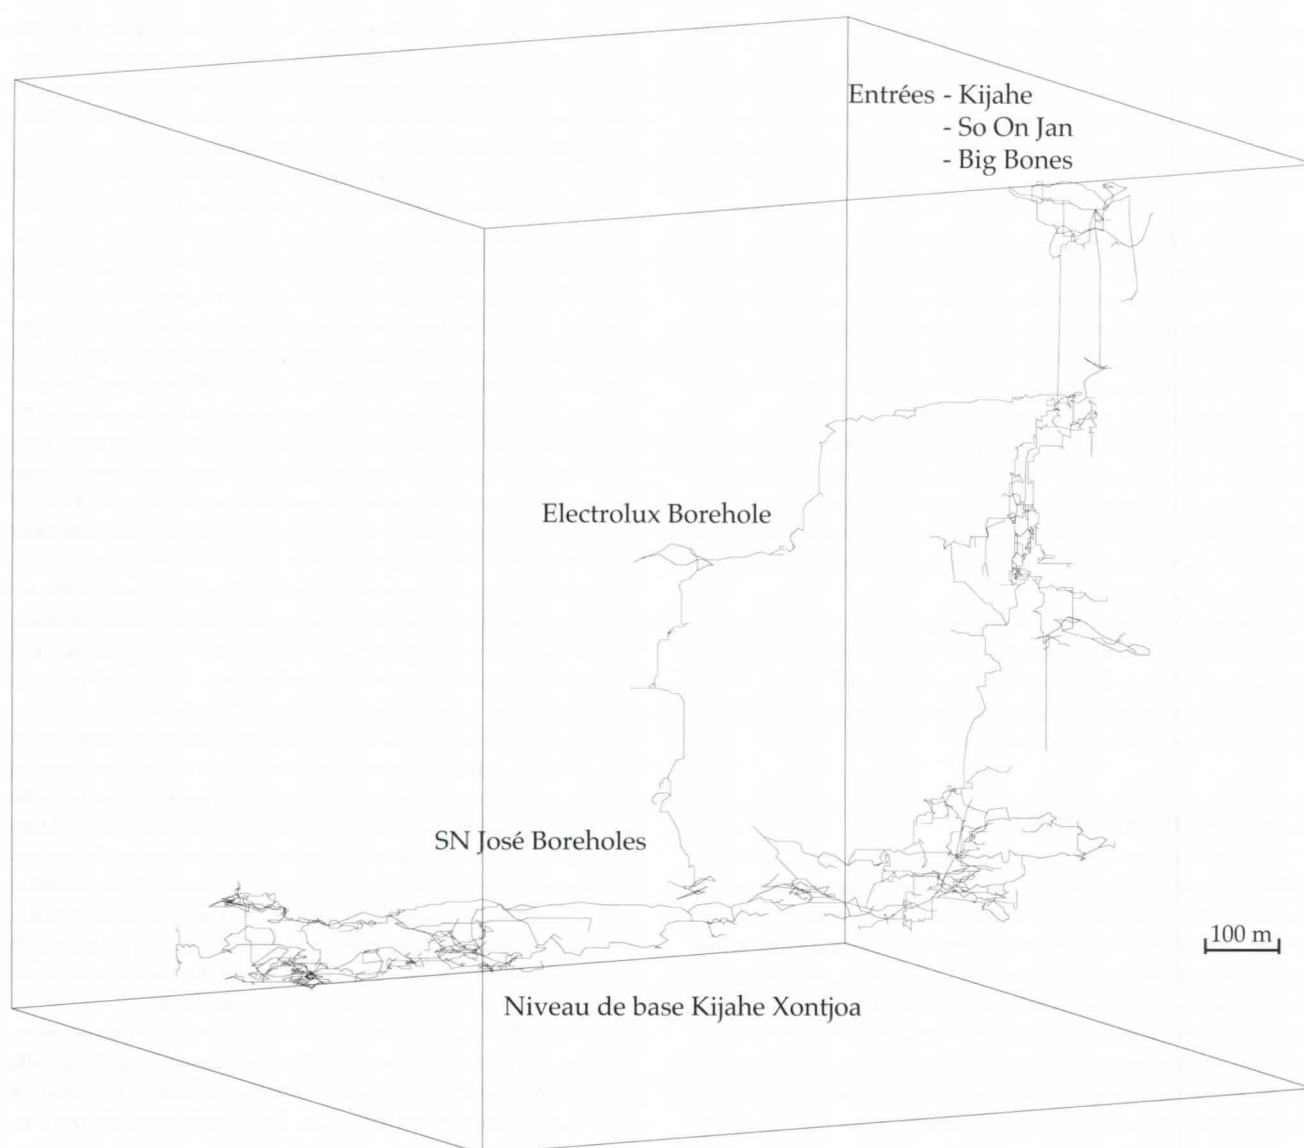 Entrées - Kijahe
- So On Jan
- Big Bones
Electrolux Borehole
SN José Boreholes
100 m
Niveau de base Kijahe Xontjoa